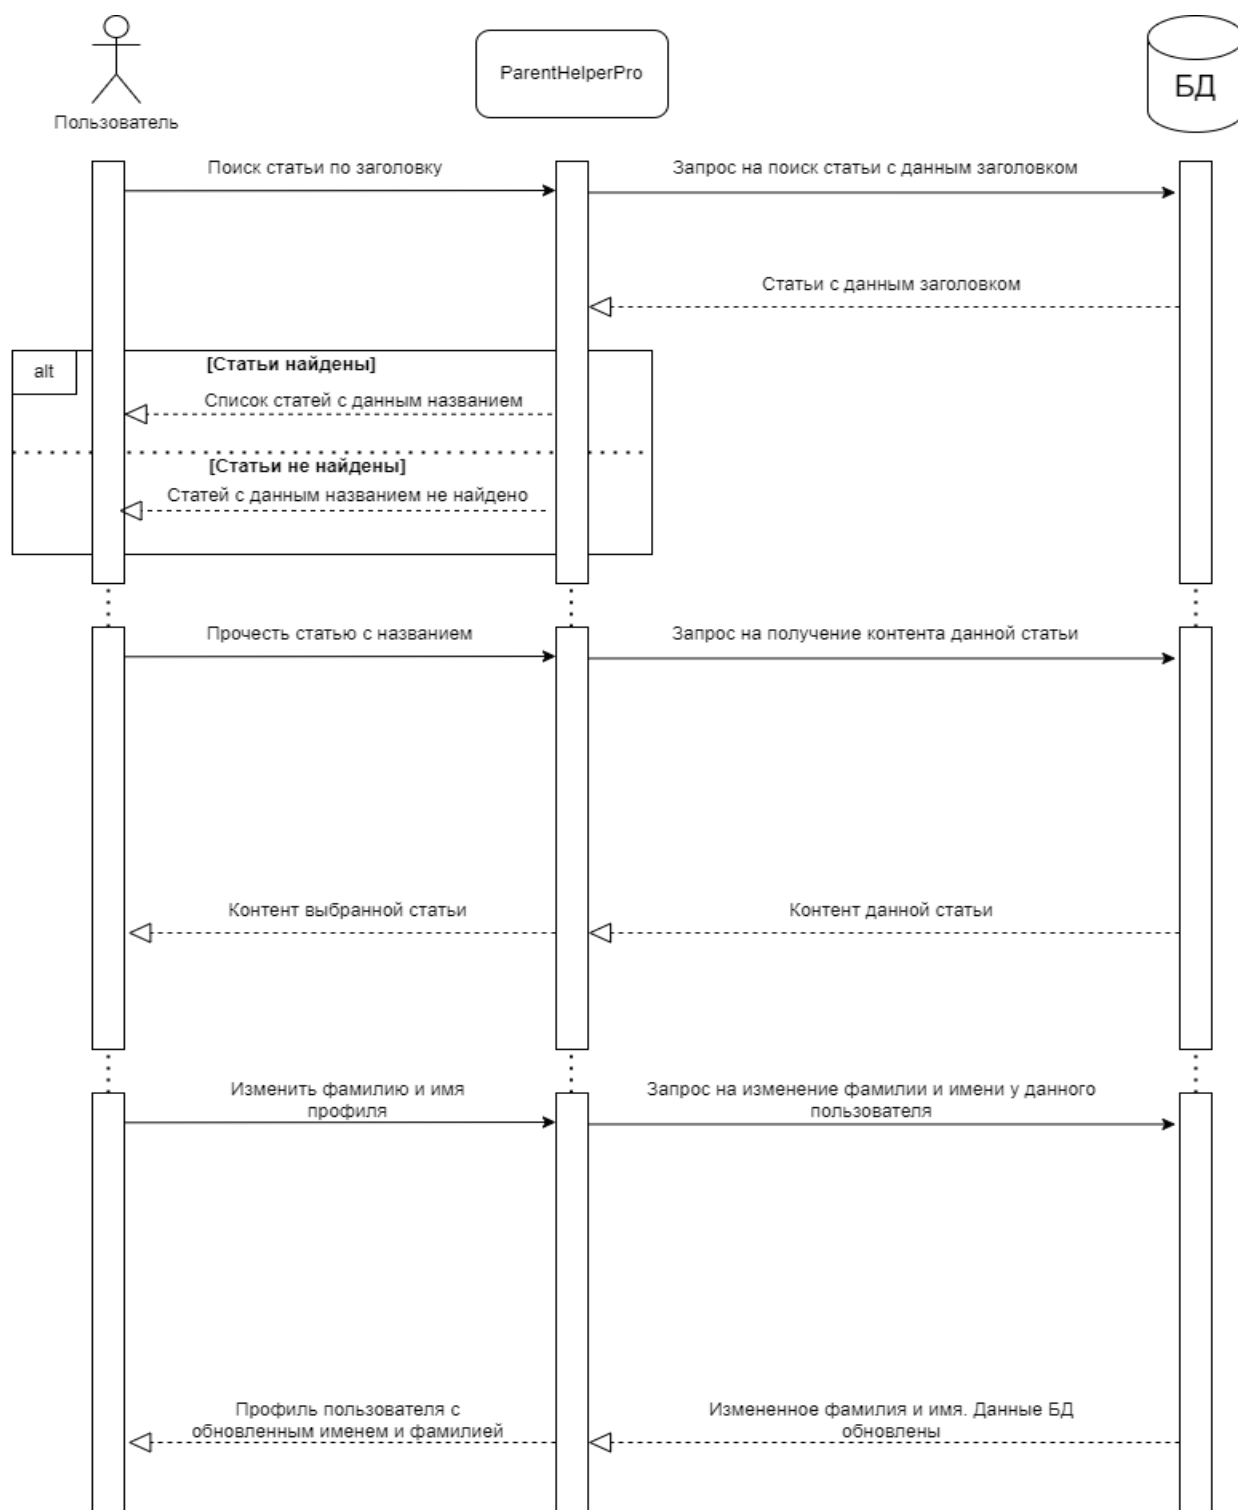 ParentHelperPro
БД
Пользователь
Поиск статьи по заголовку
Запрос на поиск статьи с данным заголовком
Статьи с данным заголовком
alt
[Статьи найдены]
Список статей с данным названием
[Статьи не найдены]
Статей с данным названием не найдено
Прочесть статью с названием
Запрос на получение контента данной статьи
Контент выбранной статьи
Контент данной статьи
Изменить фамилию и имя
профиля
Запрос на изменение фамилии и имени у данного
пользователя
Профиль пользователя с
обновленным именем и фамилией
Измененное фамилия и имя. Данные БД
обновлены